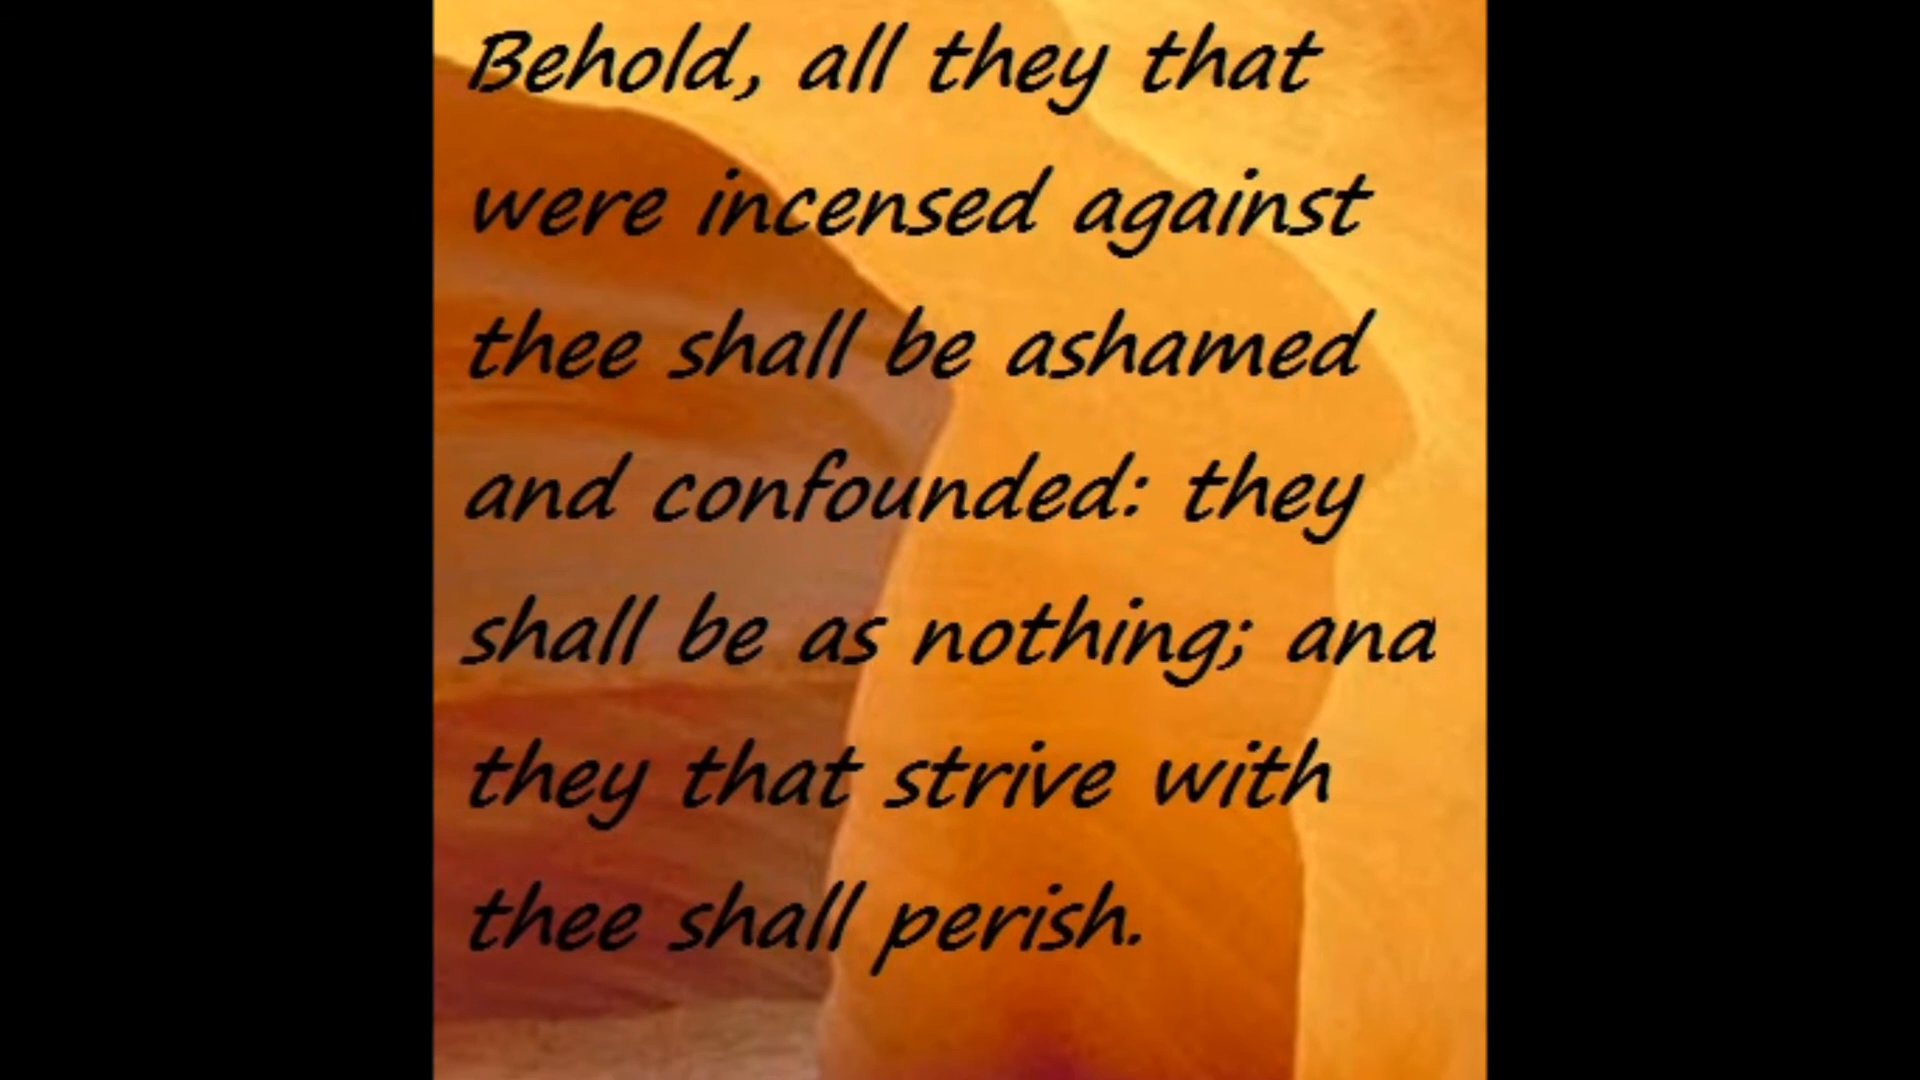 Behold, all they that
were incensed against
thee shall be ashamed
and confounded: they
shall be as nothing; and
they that strive with
thee shall perish.